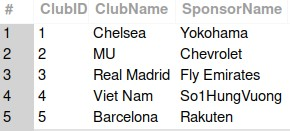 # ClubID ClubName SponsorName
1 1 Chelsea Yokohama
2 2 MU Chevrolet
3 3 Real Madrid Fly Emirates
4 4 Viet Nam So1HungVuong
5 5 Barcelona Rakuten